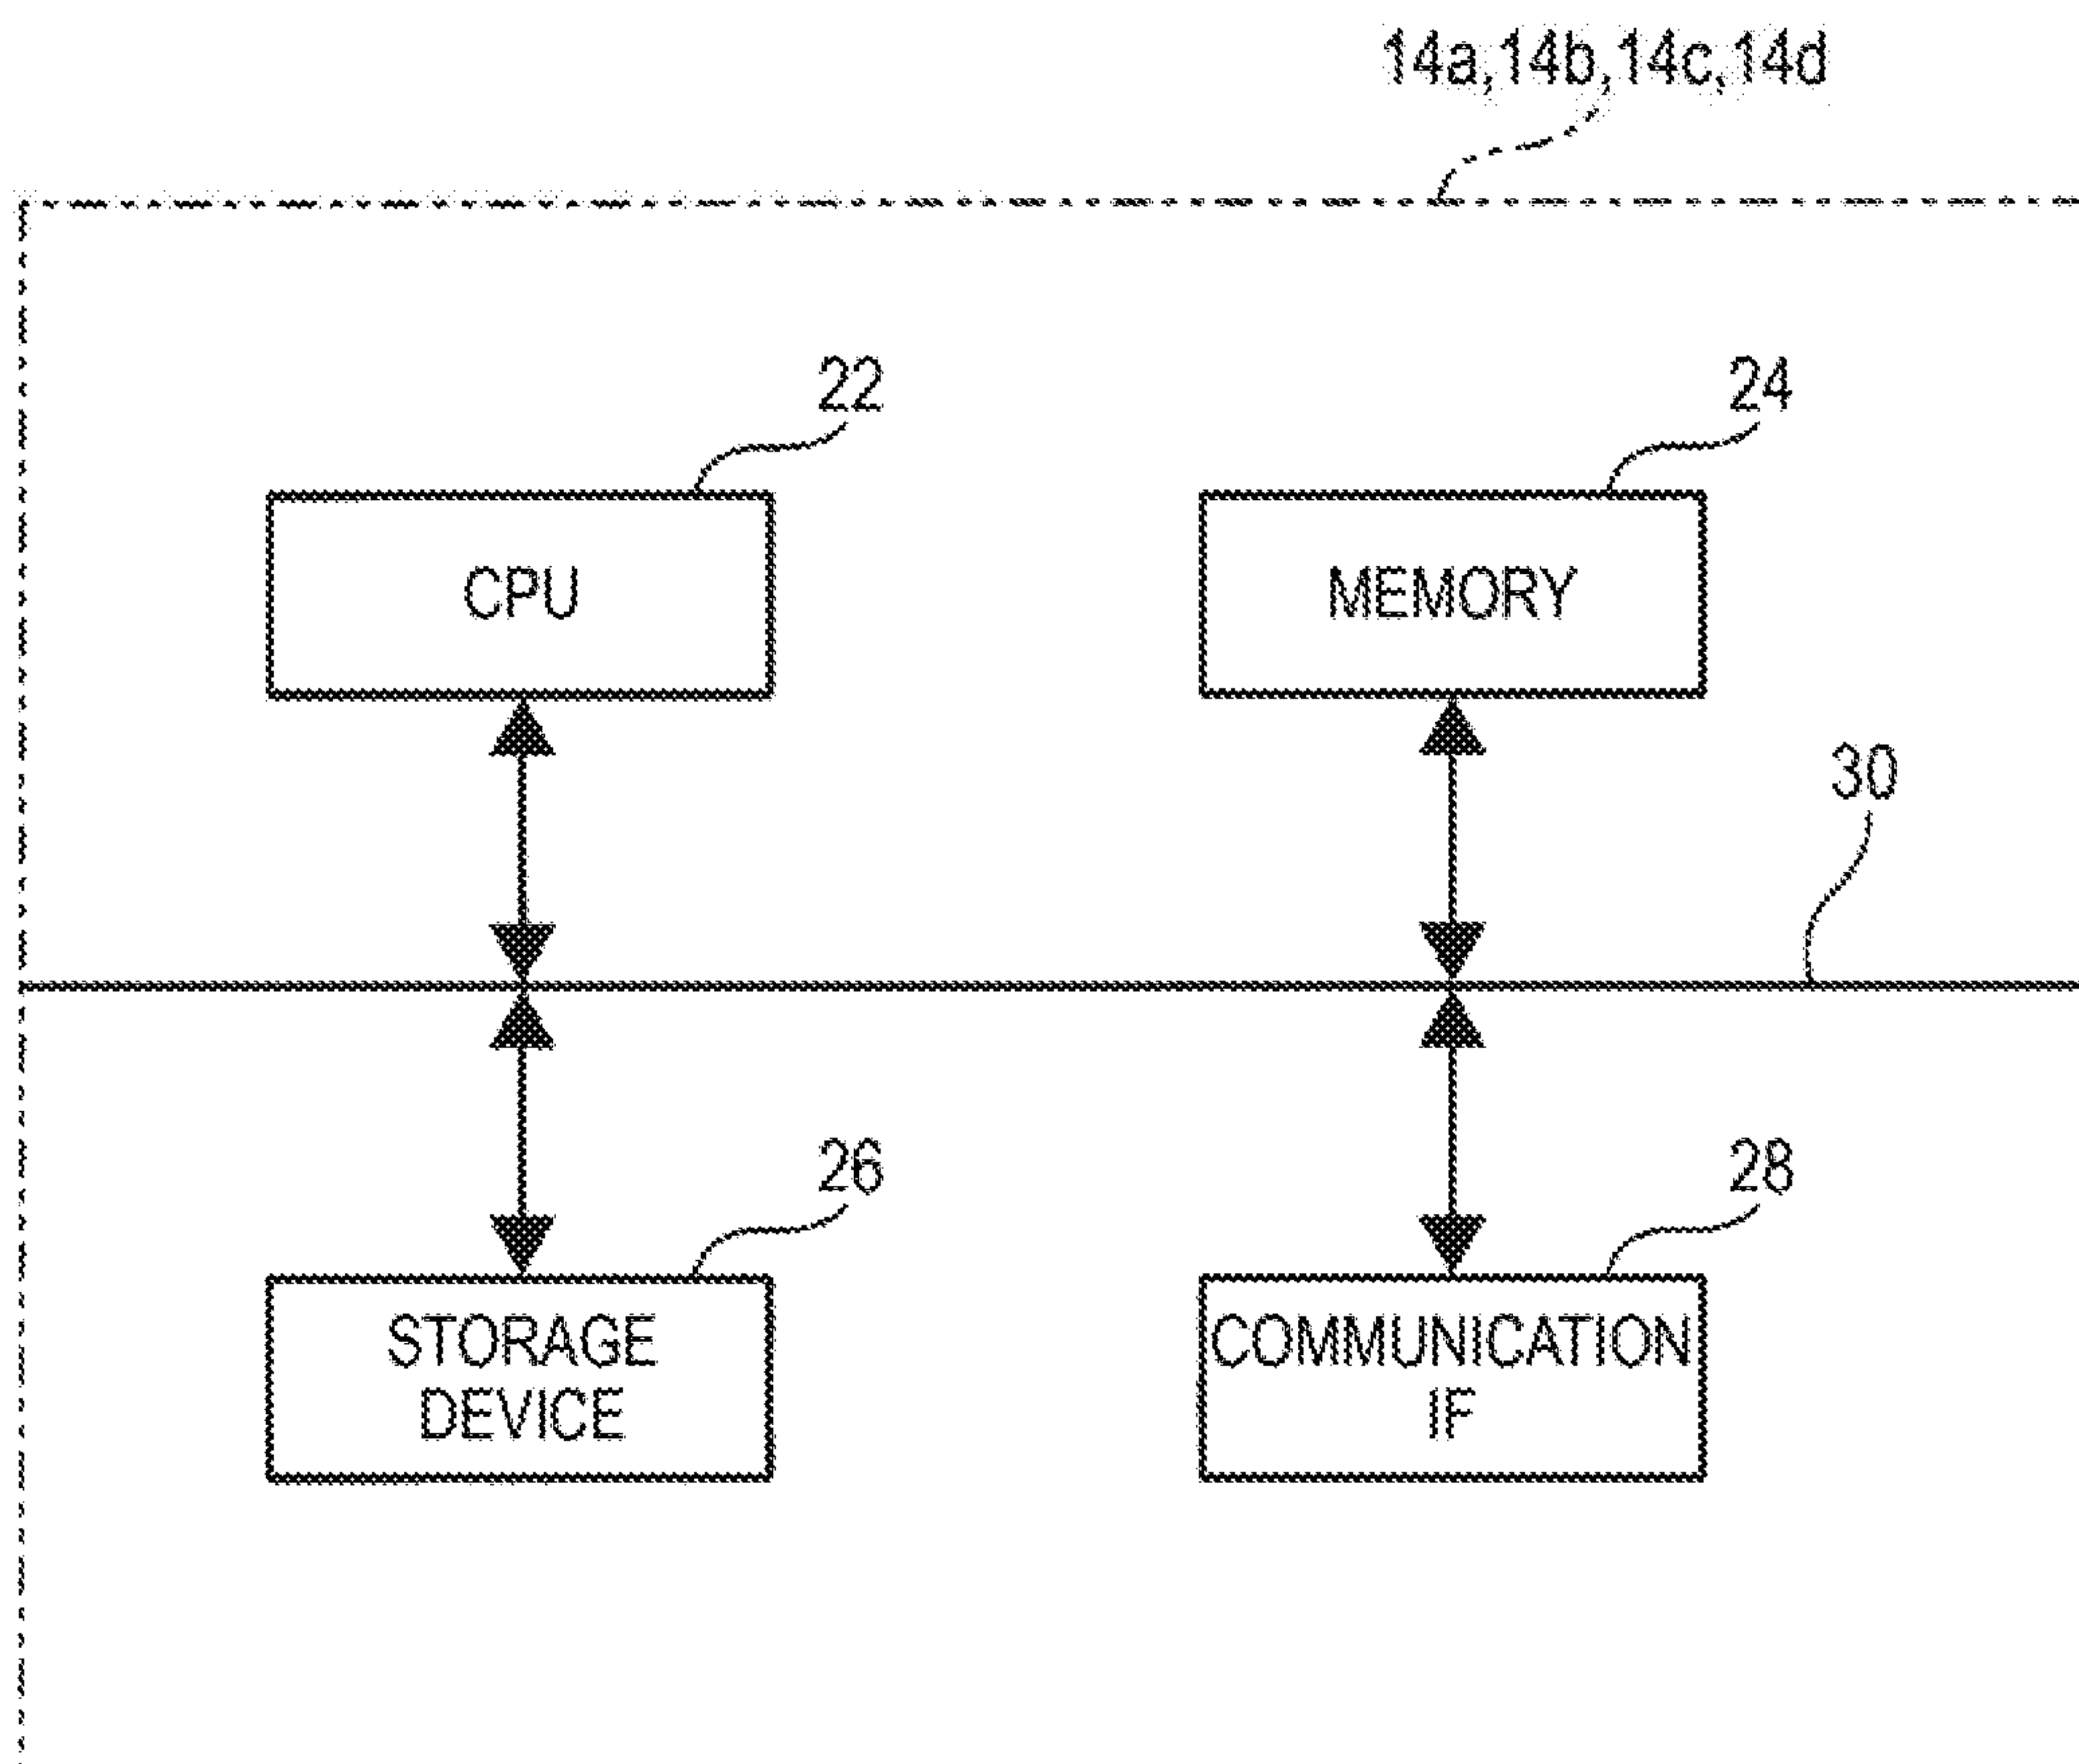 14a,14b,14c,14d
22
24
CPU
MEMORY
30
26
28
STORAGE
DEVICE
COMMUNICATION
IF